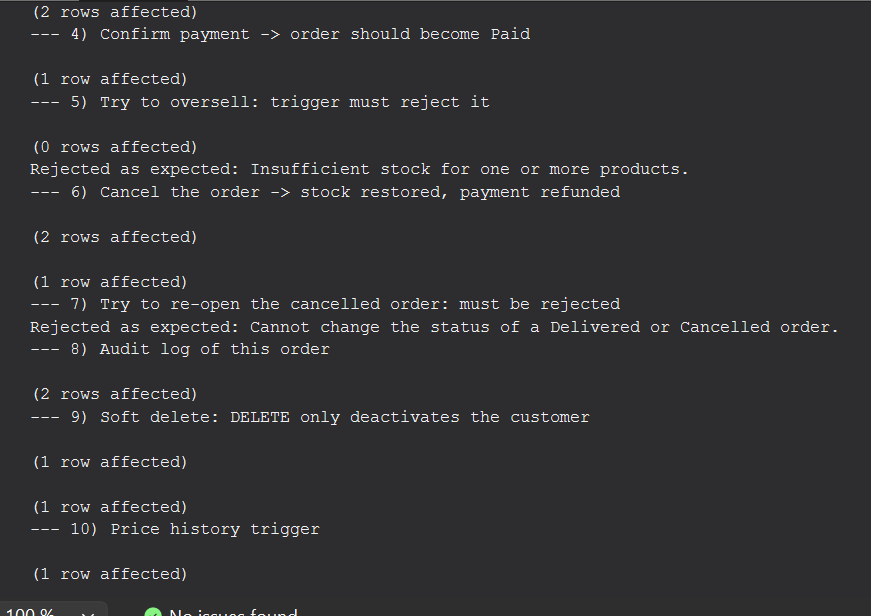 (2 rows affected)
--- 4) Confirm payment -> order should become Paid
(1 row affected)
--- 5) Try to oversell: trigger must reject it
(0 rows affected)
Rejected as expected: Insufficient stock for one or more products.
--- 6) Cancel the order -> stock restored, payment refunded
(2 rows affected)
(1 row affected)
--- 7) Try to re-open the cancelled order: must be rejected
Rejected as expected: Cannot change the status of a Delivered or Cancelled order.
--- 8) Audit log of this order
(2 rows affected)
--- 9) Soft delete: DELETE only deactivates the customer
(1 row affected)
(1 row affected)
--- 10) Price history trigger
(1 row affected)
100 % No issues found